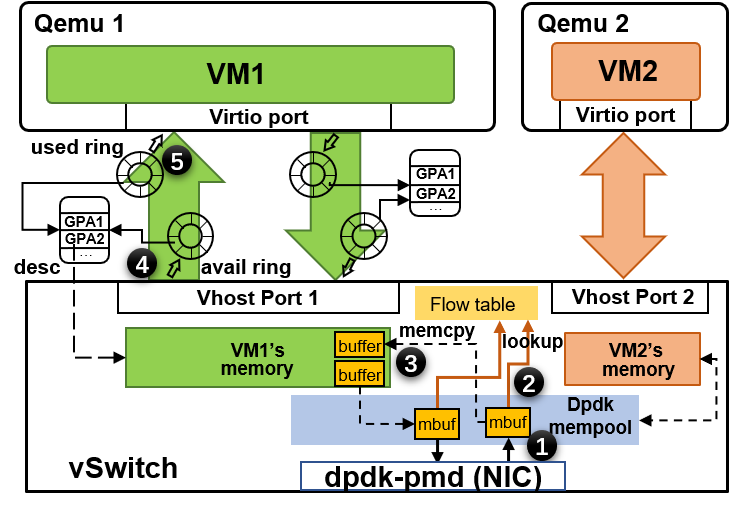 Qemu 1
Qemu 2
VM1
VM2
Virtio port
Virtio port
used ring
5
GPA1
GPA2
...
GPA1
GPA2
...
desc
4
avail ring
Vhost Port 1
Flow table
Vhost Port 2
memcpy
lookup
VM1's
memory
buffer
buffer
3
VM2's
memory
2
Dpdk
mempool
mbuf
mbuf
1
vSwitch
dpdk-pmd (NIC)